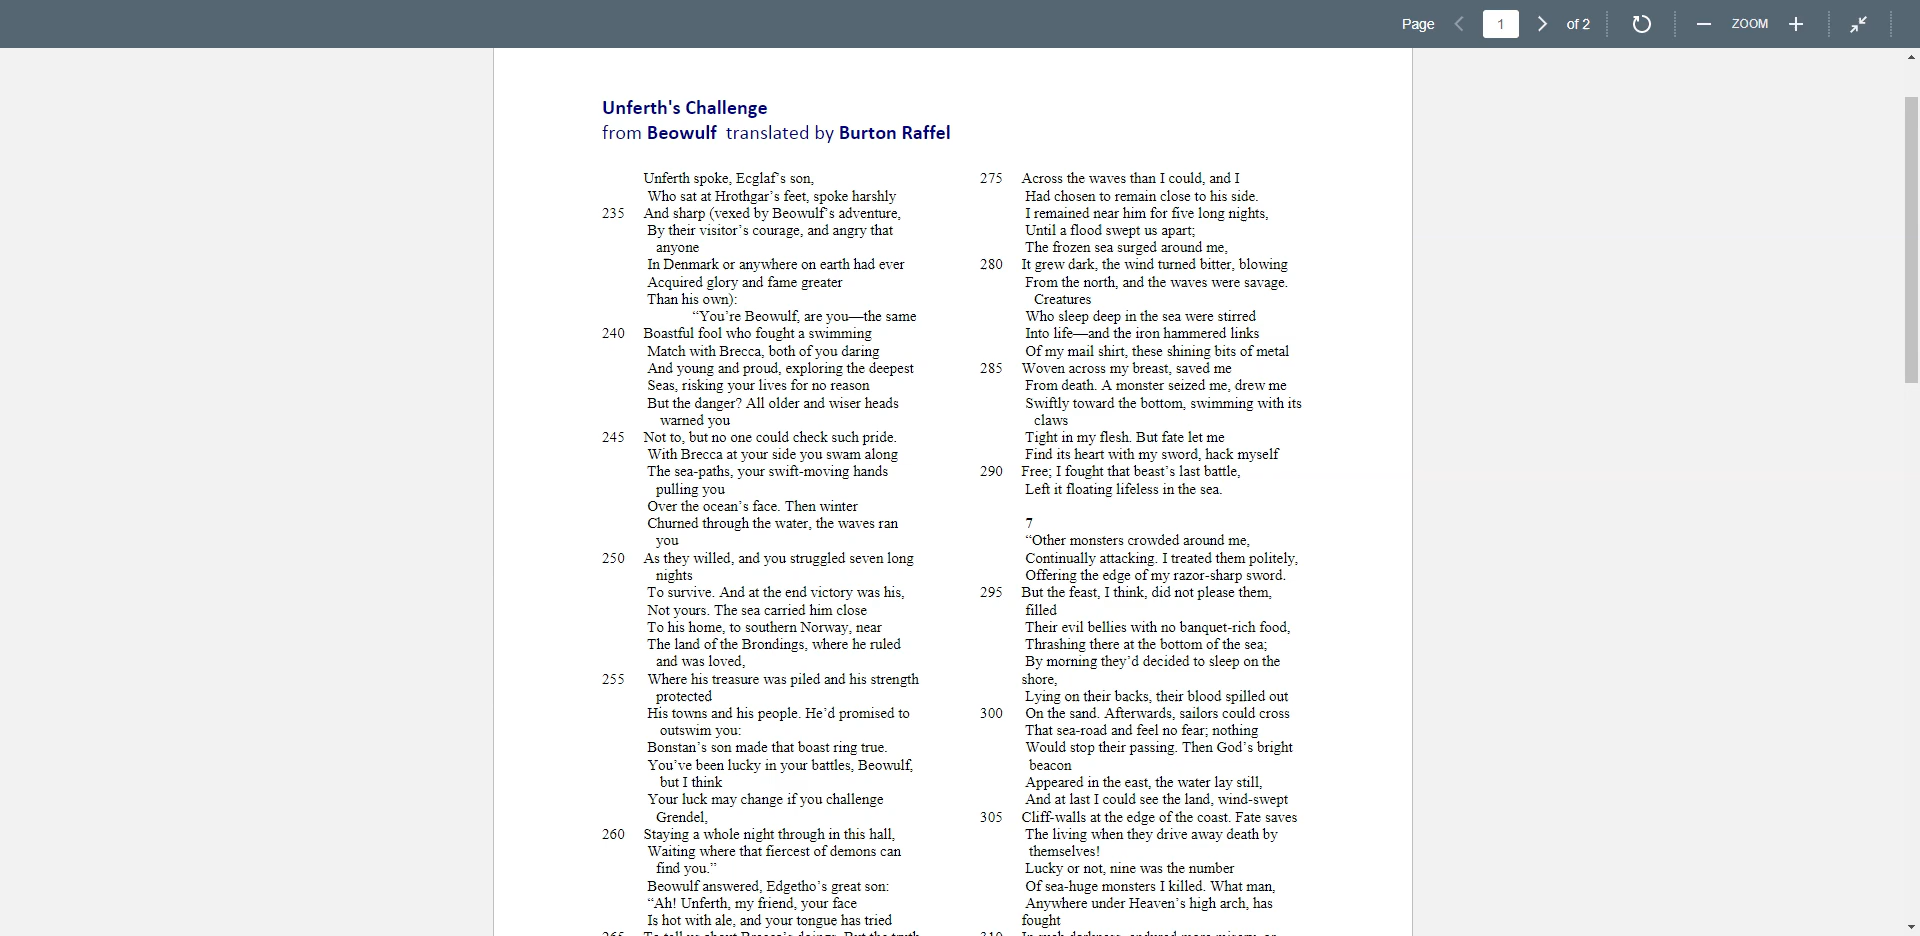 Page 1 of 2 ZOOM
Unferth's Challenge
from Beowulf translated by Burton Raffel
Unferth spoke, Ecglaf's son,
Who sat at Hrothgar's feet, spoke harshly
235 And sharp (vexed by Beowulf's adventure,
By their visitor's courage, and angry that
anyone
In Denmark or anywhere on earth had ever
Acquired glory and fame greater
Than his own):
“You're Beowulf, are you—the same
240 Boastful fool who fought a swimming
Match with Brecca, both of you daring
And young and proud, exploring the deepest
Seas, risking your lives for no reason
But the danger? All older and wiser heads
warned you
245 Not to, but no one could check such pride.
With Brecca at your side you swam along
The sea-paths, your swift-moving hands
pulling you
Over the ocean's face. Then winter
Churned through the water, the waves ran
you
250 As they willed, and you struggled seven long
nights
To survive. And at the end victory was his,
Not yours. The sea carried him close
To his home, to southern Norway, near
The land of the Brondings, where he ruled
and was loved,
255 Where his treasure was piled and his strength
protected
His towns and his people. He'd promised to
outswim you:
Bonstan's son made that boast ring true.
You've been lucky in your battles, Beowulf,
but I think
Your luck may change if you challenge
Grendel,
260 Staying a whole night through in this hall,
Waiting where that fiercest of demons can
find you.”
Beowulf answered, Edgetho's great son:
“Ah! Unferth, my friend, your face
Is hot with ale, and your tongue has tried
265 To tell us about Brecca's doings. But the truth
275 Across the waves than I could, and I
Had chosen to remain close to his side.
I remained near him for five long nights,
Until a flood swept us apart;
The frozen sea surged around me,
280 It grew dark, the wind turned bitter, blowing
From the north, and the waves were savage.
Creatures
Who sleep deep in the sea were stirred
Into life—and the iron hammered links
Of my mail shirt, these shining bits of metal
285 Woven across my breast, saved me
From death. A monster seized me, drew me
Swiftly toward the bottom, swimming with its
claws
Tight in my flesh. But fate let me
Find its heart with my sword, hack myself
290 Free; I fought that beast's last battle,
Left it floating lifeless in the sea.
7
“Other monsters crowded around me,
Continually attacking. I treated them politely,
Offering the edge of my razor-sharp sword.
295 But the feast, I think, did not please them,
filled
Their evil bellies with no banquet-rich food,
Thrashing there at the bottom of the sea;
By morning they'd decided to sleep on the
shore,
Lying on their backs, their blood spilled out
300 On the sand. Afterwards, sailors could cross
That sea-road and feel no fear; nothing
Would stop their passing. Then God's bright
beacon
Appeared in the east, the water lay still,
And at last I could see the land, wind-swept
305 Cliff-walls at the edge of the coast. Fate saves
The living when they drive away death by
themselves!
Lucky or not, nine was the number
Of sea-huge monsters I killed. What man,
Anywhere under Heaven's high arch, has
fought
310 In such darkness, endured more misery, or